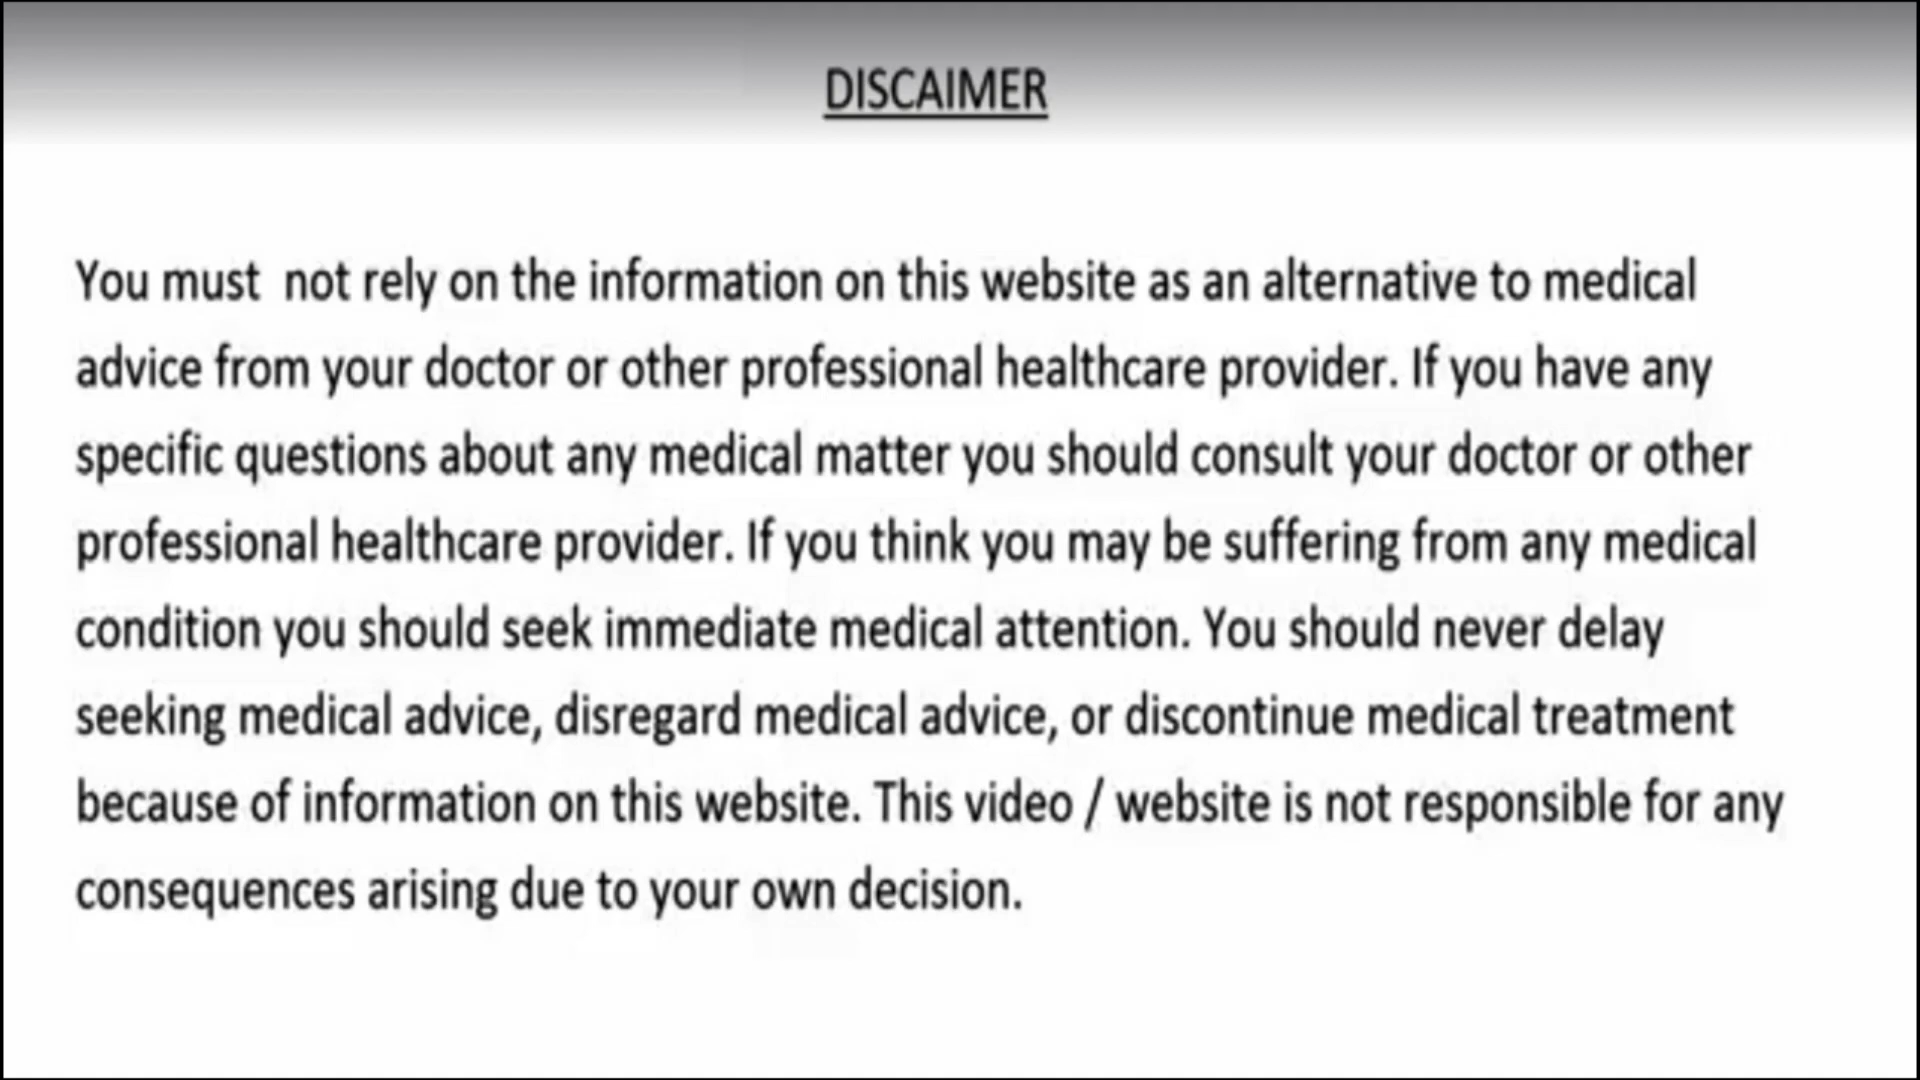 DISCAIMER
You must  not rely on the information on this website as an alternative to medical
advice from your doctor or other professional healthcare provider. If you have any
specific questions about any medical matter you should consult your doctor or other
professional healthcare provider. If you think you may be suffering from any medical
condition you should seek immediate medical attention. You should never delay
seeking medical advice, disregard medical advice, or discontinue medical treatment
because of information on this website. This video / website is not responsible for any
consequences arising due to your own decision.